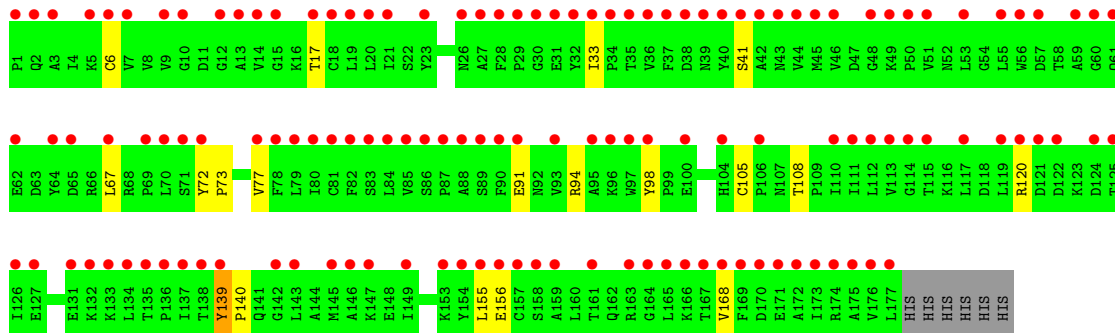 P1 Q2 A3 I4 K5 C6 V7 V8 V9 G10 D11 G12 A13 V14 G15 K16 T17 C18 L19 L20 I21 S22 Y23 N26 A27 F28 P29 G30 E31 Y32 I33 P34 T35 V36 F37 D38 N39 Y40 S41 A42 N43 V44 M45 V46 D47 G48 K49 P50 V51 N52 L53 G54 L55 W56 D57 T58 A59 G60 Q61
E62 D63 Y64 D65 R66 L67 R68 P69 L70 S71 Y72 P73 V77 F78 L79 I80 C81 F82 S83 L84 V85 S86 P87 A88 S89 F90 E91 N92 V93 R94 A95 K96 W97 Y98 P99 E100 H104 C105 P106 N107 T108 P109 I110 I111 L112 V113 G114 T115 K116 L117 D118 L119 R120 D121 D122 K123 D124 T125
I126 E127 E131 K132 K133 L134 T135 P136 I137 T138 Y139 P140 Q141 G142 L143 A144 M145 A146 K147 E148 I149 K153 Y154 L155 E156 C157 S158 A159 L160 T161 Q162 R163 G164 L165 K166 T167 V168 F169 D170 E171 A172 I173 R174 A175 V176 L177 HIS HIS HIS HIS HIS HIS